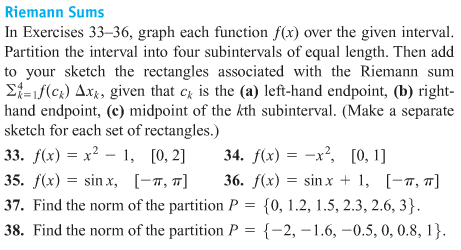 Riemann Sums
In Exercises 33–36, graph each function f(x) over the given interval.
Partition the interval into four subintervals of equal length. Then add
to your sketch the rectangles associated with the Riemann sum
Σ⁴ₖ₌₁f(cₖ) Δxₖ, given that cₖ is the (a) left-hand endpoint, (b) right-
hand endpoint, (c) midpoint of the kth subinterval. (Make a separate
sketch for each set of rectangles.)
33. f(x) = x² − 1, [0, 2] 34. f(x) = −x², [0, 1]
35. f(x) = sin x, [−π, π] 36. f(x) = sin x + 1, [−π, π]
37. Find the norm of the partition P = {0, 1.2, 1.5, 2.3, 2.6, 3}.
38. Find the norm of the partition P = {−2, −1.6, −0.5, 0, 0.8, 1}.